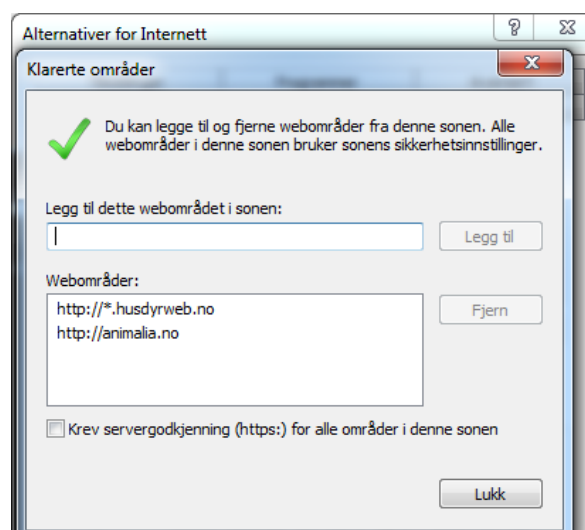 Alternativer for Internett
Klarerte områder
Du kan legge til og fjerne webområder fra denne sonen. Alle
webområder i denne sonen bruker sonens sikkerhetsinnstillinger.
Legg til dette webområdet i sonen:
Legg til
Webområder:
http://*.husdyrweb.no
http://animalia.no
Fjern
Krev servergodkjenning (https:) for alle områder i denne sonen
Lukk